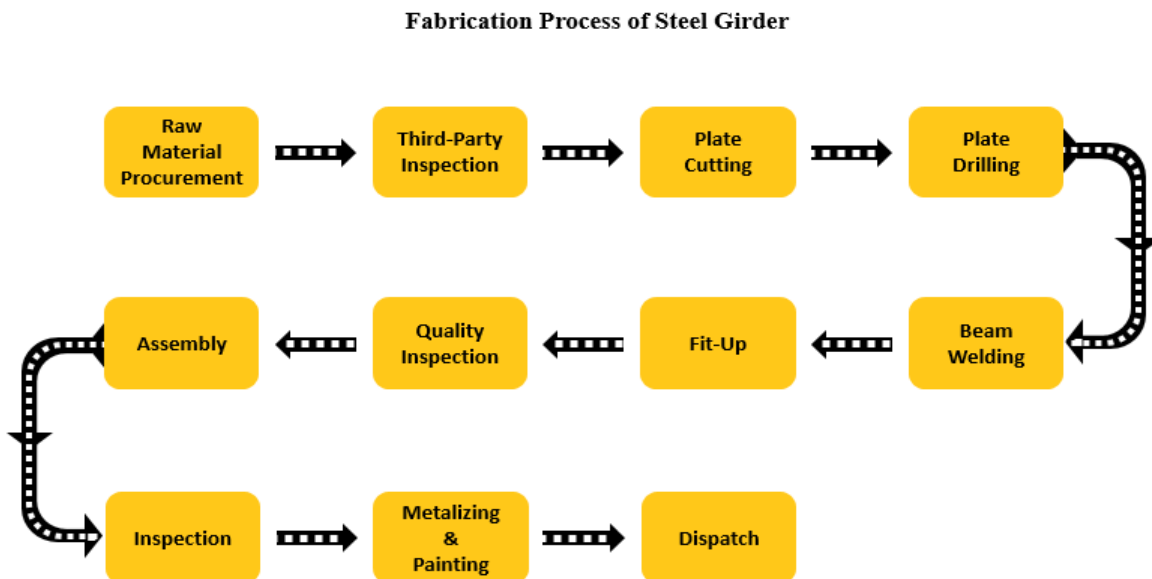 Fabrication Process of Steel Girder
Raw
Material
Procurement
Third-Party
Inspection
Plate
Cutting
Plate
Drilling
Beam
Welding
Fit-Up
Quality
Inspection
Assembly
Inspection
Metalizing
&
Painting
Dispatch